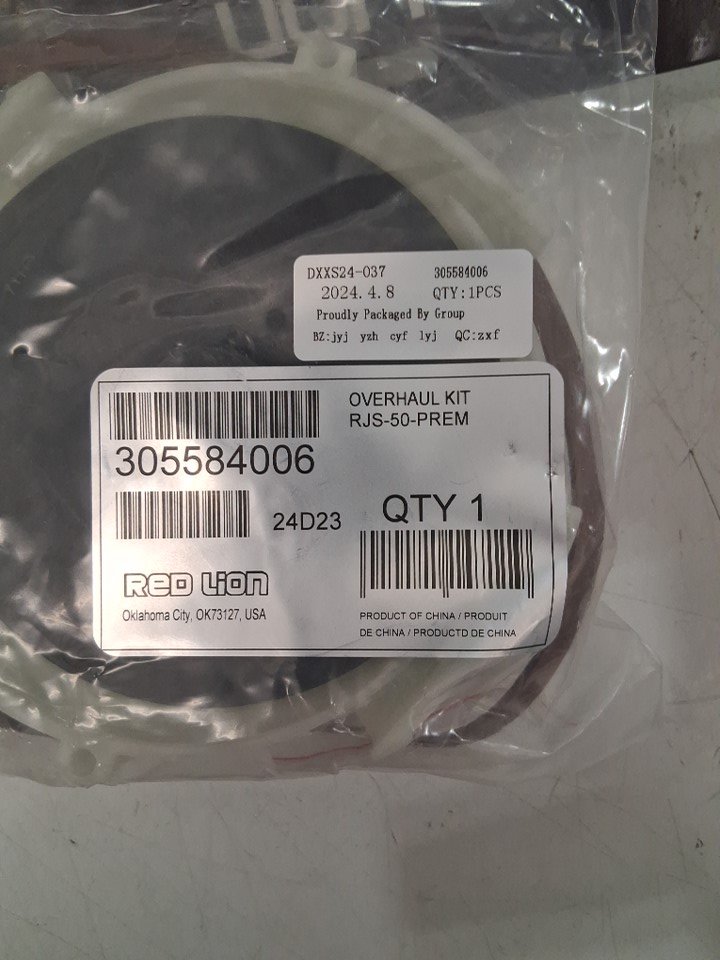 DXXS24-037 305584006
2024.4.8 QTY:1PCS
Proudly Packaged By Group
BZ:jyj yzh cyf lyj QC:zxf
OVERHAUL KIT
RJS-50-PREM
305584006
24D23
QTY 1
RED LION
Oklahoma City, OK73127, USA
PRODUCT OF CHINA / PRODUIT
DE CHINA / PRODUCTD DE CHINA